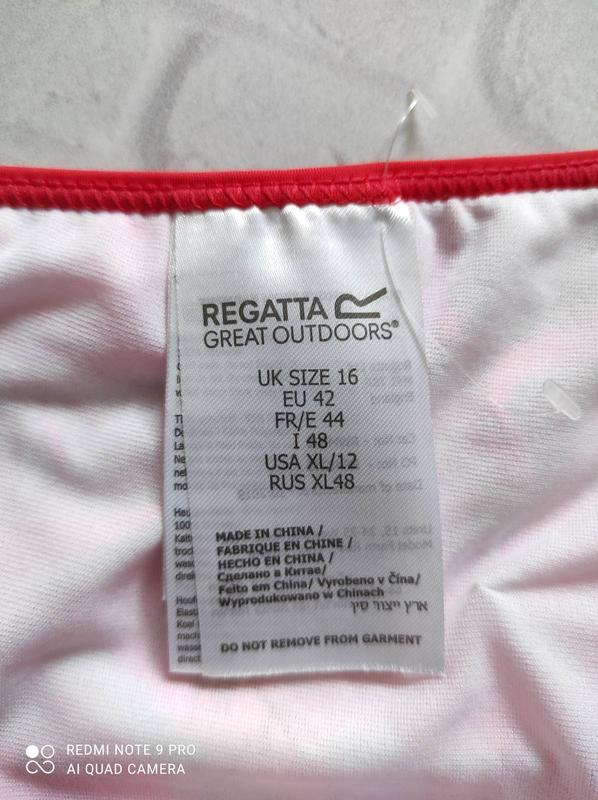 REGATTA
GREAT OUTDOORS®
UK SIZE 16
EU 42
FR/E 44
I 48
USA XL/12
RUS XL48
MADE IN CHINA /
FABRIQUE EN CHINE /
HECHO EN CHINA /
Сделано в Китае/
Feito em China/ Vyrobeno v Čína/
Wyprodukowano w Chinach
ארץ ייצור סין
DO NOT REMOVE FROM GARMENT
REDMI NOTE 9 PRO
AI QUAD CAMERA